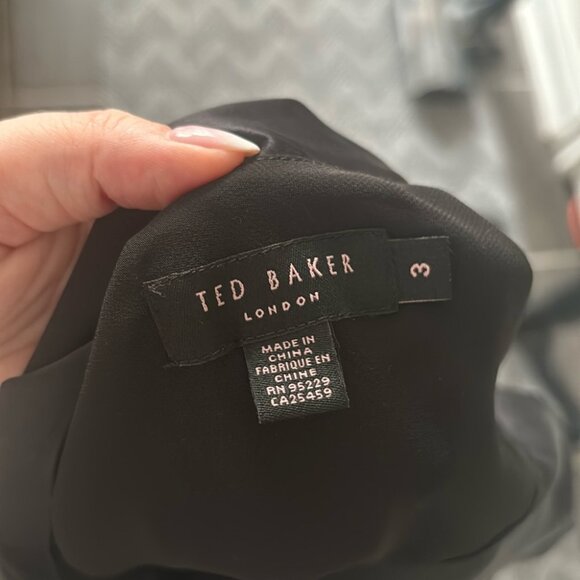 TED BAKER
LONDON
3
MADE IN
CHINA
FABRIQUE EN
CHINE
RN 95229
CA25459